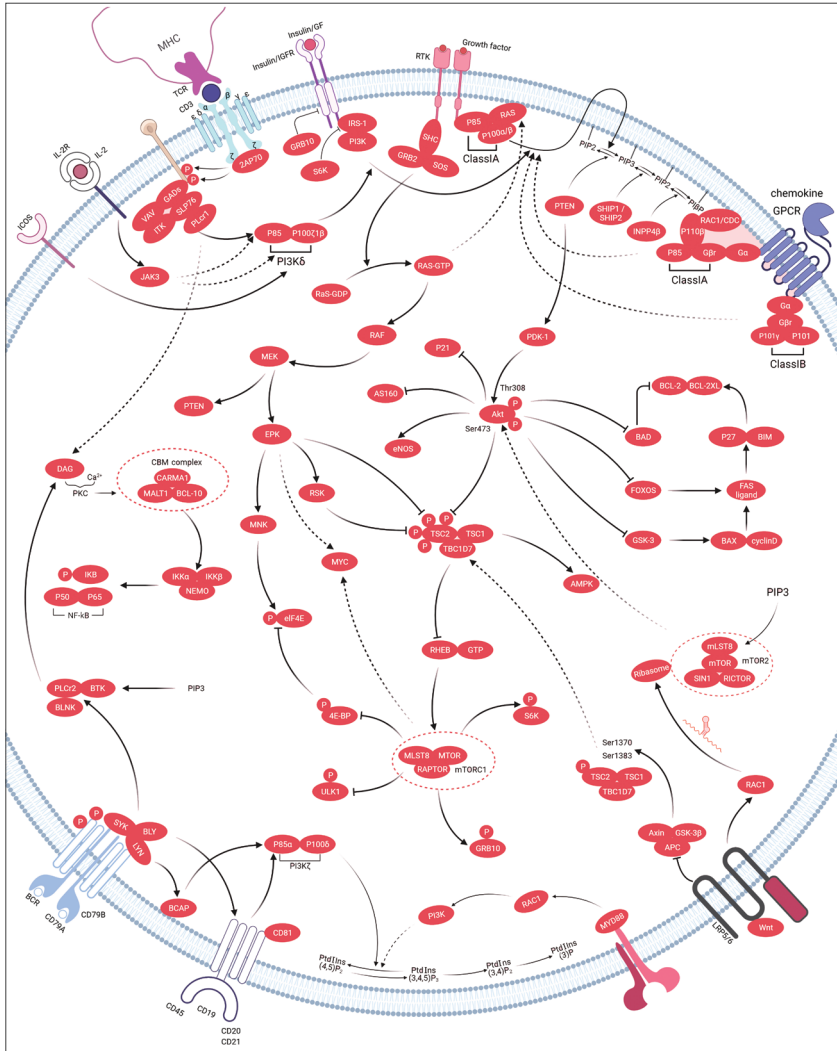 MHC
TCR
CD3
ε
δ
α
β
γ
ε
ζ
ζ
2AP70
P
P
GADs
VAV
SLP76
ITK
PLCr1
IL-2R
IL-2
ICOS
JAK3
Insulin/GF
Insulin/IGFR
GRB10
S6K
IRS-1
PI3K
P85
P100ζ1β
PI3Kδ
Growth factor
RTK
SHC
GRB2
SOS
P85
RAS
P100α/β
ClassIA
PIP2
PIP3
PIP2
PIβP
PTEN
SHIP1 /
SHIP2
INPP4β
RAC1/CDC
P110β
P85
Gβr
Gα
ClassIA
chemokine
GPCR
Gα
Gβr
P101γ
P101
ClassIB
RaS-GDP
RAS-GTP
RAF
MEK
PTEN
EPK
RSK
MNK
MYC
P
elF4E
P21
AS160
eNOS
PDK-1
Thr308
Akt
P
P
Ser473
BCL-2
BCL-2XL
BAD
P27
BIM
FOXOS
FAS
ligand
GSK-3
BAX
cyclinD
DAG
Ca²⁺
PKC
CBM complex
CARMA1
MALT1
BCL-10
P
IKB
P50
P65
NF-kB
IKKα
IKKβ
NEMO
P
P
P
TSC2
TSC1
TBC1D7
AMPK
RHEB
GTP
PIP3
mLST8
mTOR
mTOR2
SIN1
RICTOR
Ribasome
PLCr2
BTK
BLNK
PIP3
P
4E-BP
P
S6K
MLST8
MTOR
RAPTOR
mTORC1
P
ULK1
P
GRB10
Ser1370
Ser1383
P
TSC2
TSC1
TBC1D7
RAC1
Axin
GSK-3β
APC
LRP5/6
Wnt
P
P
SYK
BLY
LYN
BCR
CD79A
CD79B
BCAP
P85α
P100δ
PI3Kζ
CD81
CD45
CD19
CD20
CD21
PI3K
RAC1
MYD88
PtdIns
(4,5)P₂
PtdIns
(3,4,5)P₃
PtdIns
(3,4)P₂
PtdIns
(3)P